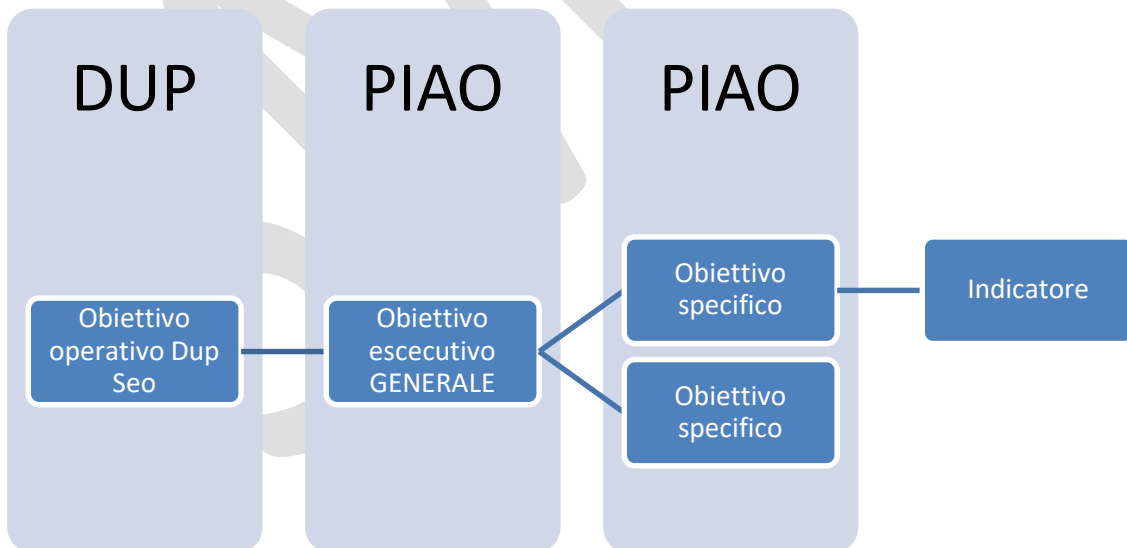 DUP
PIAO
PIAO
Obiettivo
operativo Dup
Seo
Obiettivo
escecutivo
GENERALE
Obiettivo
specifico
Obiettivo
specifico
Indicatore